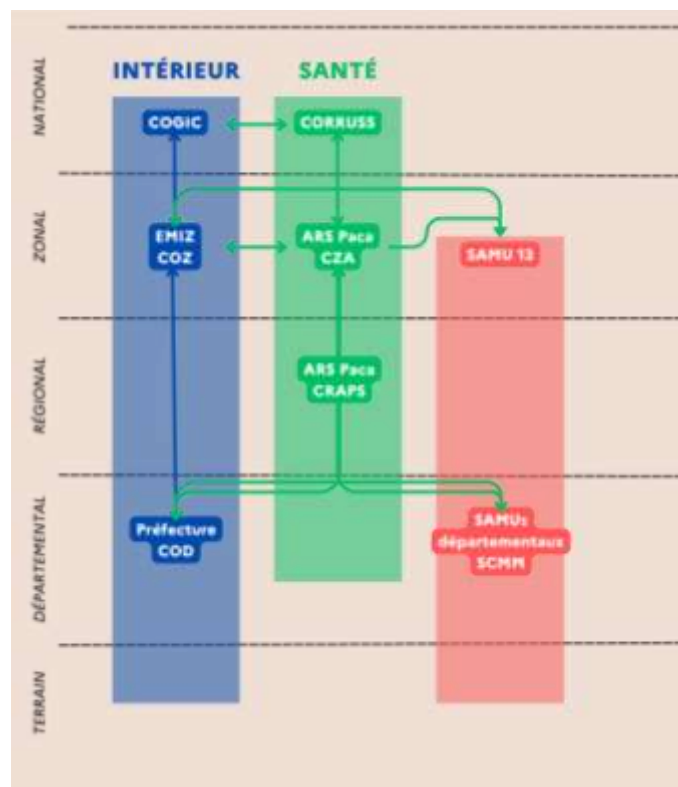 INTÉRIEUR SANTÉ
NATIONAL
COGIC
CORRUSS
ZONAL
EMIZ
COZ
ARS Paca
CZA
SAMU 13
RÉGIONAL
ARS Paca
CRAPS
DÉPARTEMENTAL
Préfecture
COD
SAMUs
départementaux
SCMM
TERRAIN